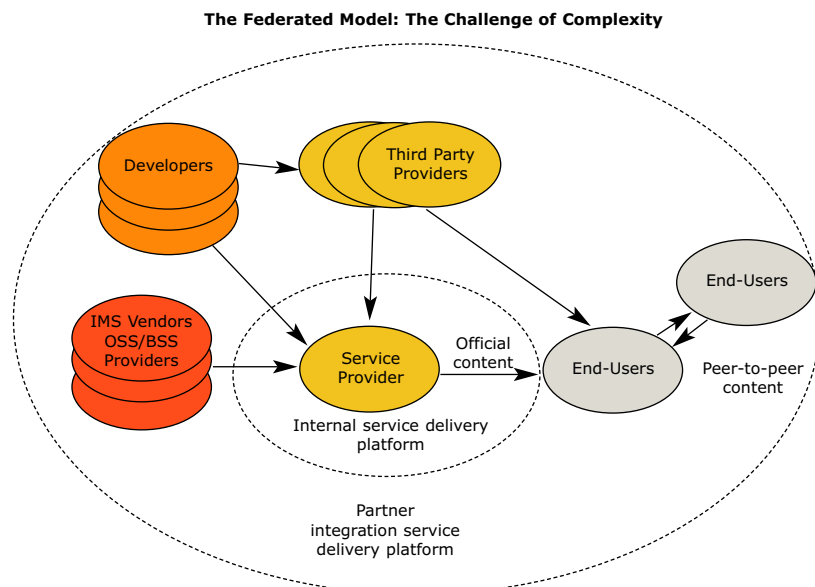 The Federated Model: The Challenge of Complexity
Developers
Third Party
Providers
End-Users
IMS Vendors
OSS/BSS
Providers
Service
Provider
Official
content
End-Users
Peer-to-peer
content
Internal service delivery
platform
Partner
integration service
delivery platform